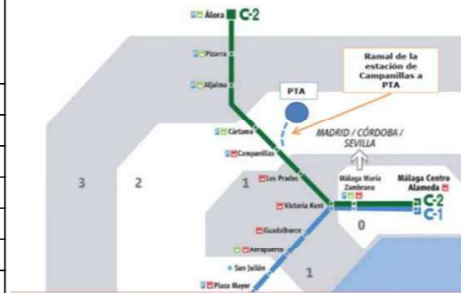 Álora C-2
Pizarra
Aljaima
Ramal de la
estación de
Campanillas a
PTA
PTA
Cártama
MADRID / CÓRDOBA /
SEVILLA
Campanillas
3
2
1
Los Prados
Málaga María
Zambrano
Málaga Centro
Alameda
Victoria Kent
C-2
C-1
0
Guadalhorce
Aeropuerto
San Julián
1
Plaza Mayor